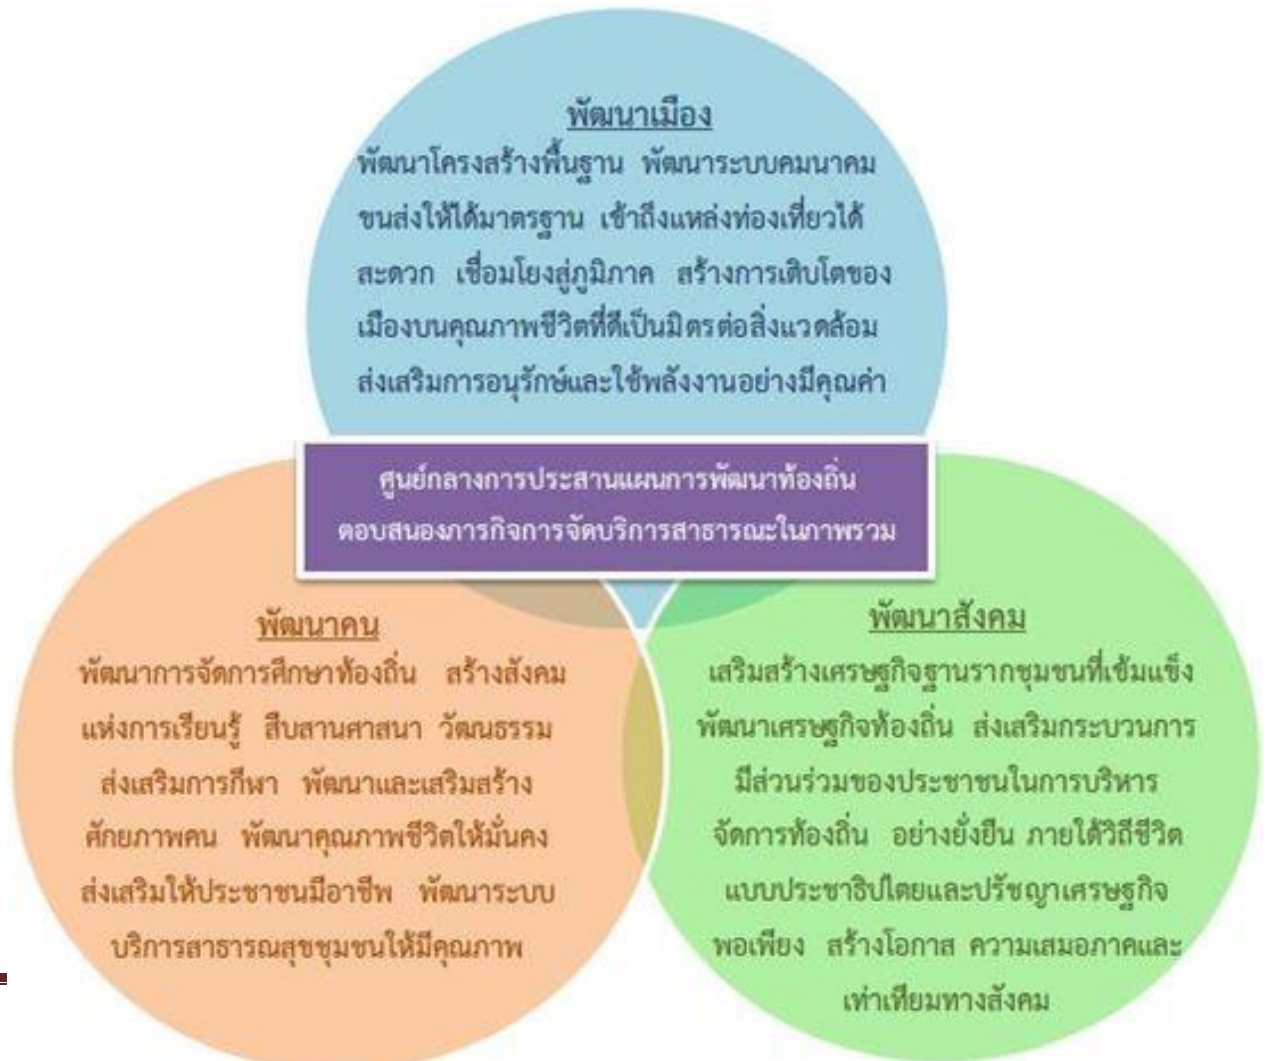 พัฒนาเมือง
พัฒนาโครงสร้างพื้นฐาน พัฒนาระบบคมนาคม
ขนส่งให้ได้มาตรฐาน เข้าถึงแหล่งท่องเที่ยวได้
สะดวก เชื่อมโยงสู่ภูมิภาค สร้างการเติบโตของ
เมืองบนคุณภาพชีวิตที่ดีเป็นมิตรต่อสิ่งแวดล้อม
ส่งเสริมการอนุรักษ์และใช้พลังงานอย่างมีคุณค่า
ศูนย์กลางการประสานแผนการพัฒนาท้องถิ่น
ตอบสนองภารกิจการจัดบริการสาธารณะในภาพรวม
พัฒนาคน
พัฒนาการจัดการศึกษาท้องถิ่น สร้างสังคม
แห่งการเรียนรู้ สืบสานศาสนา วัฒนธรรม
ส่งเสริมการกีฬา พัฒนาและเสริมสร้าง
ศักยภาพคน พัฒนาคุณภาพชีวิตให้มั่นคง
ส่งเสริมให้ประชาชนมีอาชีพ พัฒนาระบบ
บริการสาธารณสุขชุมชนให้มีคุณภาพ
พัฒนาสังคม
เสริมสร้างเศรษฐกิจฐานรากชุมชนที่เข้มแข็ง
พัฒนาเศรษฐกิจท้องถิ่น ส่งเสริมกระบวนการ
มีส่วนร่วมของประชาชนในการบริหาร
จัดการท้องถิ่น อย่างยั่งยืน ภายใต้วิถีชีวิต
แบบประชาธิปไตยและปรัชญาเศรษฐกิจ
พอเพียง สร้างโอกาส ความเสมอภาคและ
เท่าเทียมทางสังคม